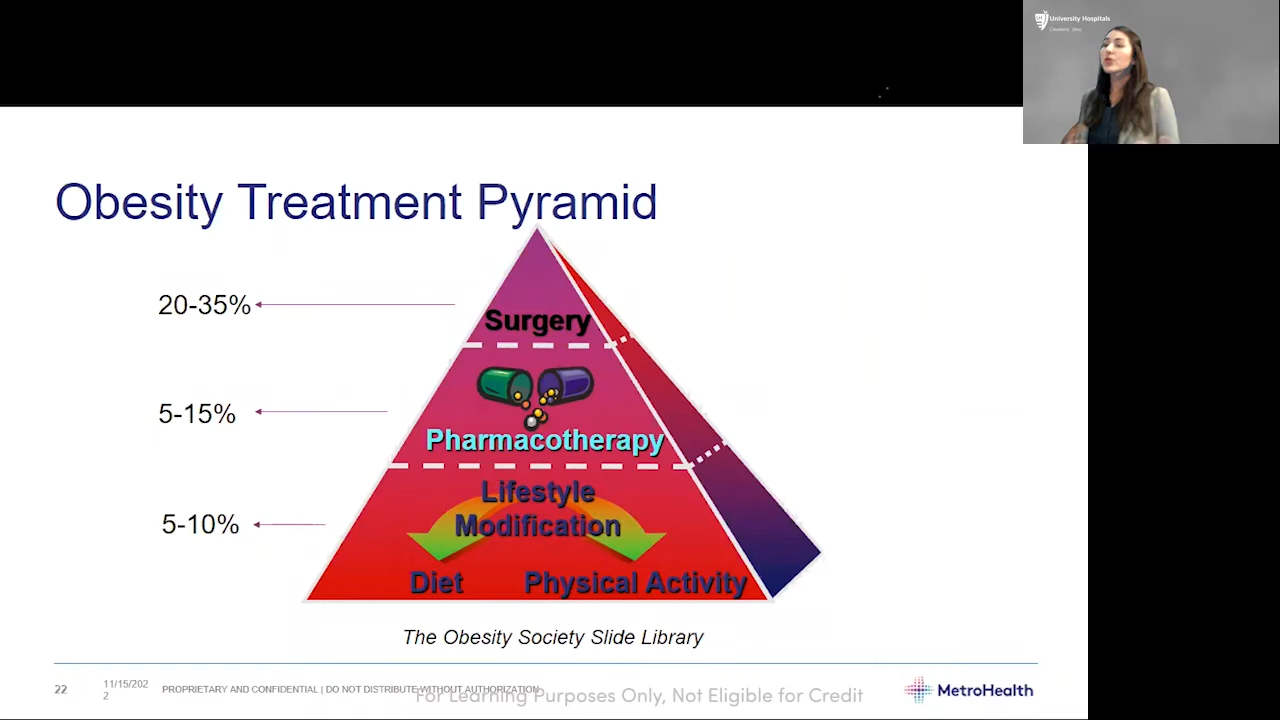 University Hospitals
Cleveland Ohio
Obesity Treatment Pyramid
20-35%
Surgery
5-15%
Pharmacotherapy
Lifestyle
5-10%
Modification
Diet Physical Activity
The Obesity Society Slide Library
22
11/15/202
2
PROPRIETARY AND CONFIDENTIAL | DO NOT DISTRIBUTE WITHOUT AUTHORIZATION
For Learning Purposes Only, Not Eligible for Credit
MetroHealth